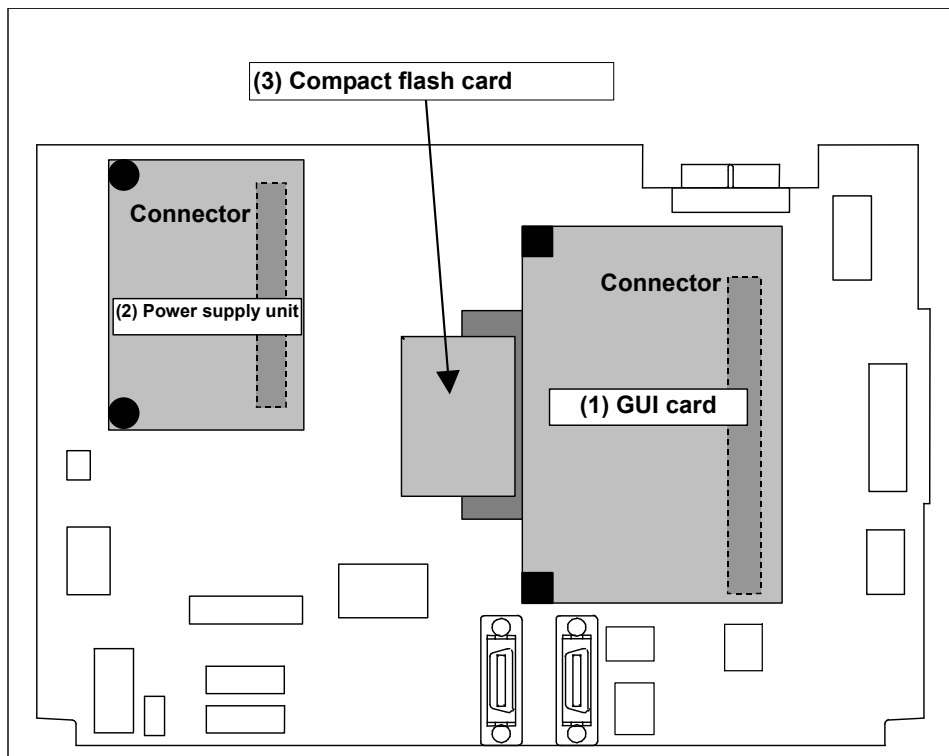 (3) Compact flash card
Connector
(2) Power supply unit
Connector
(1) GUI card